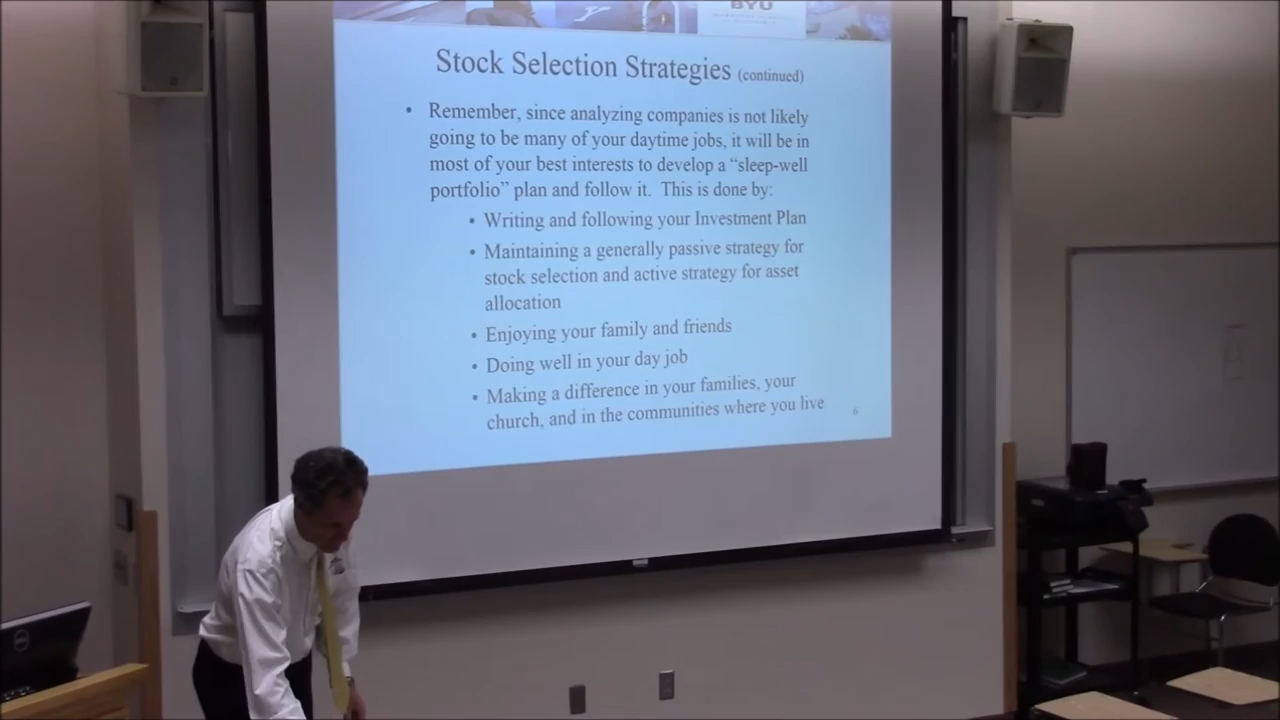 BYU
Stock Selection Strategies (continued)
• Remember, since analyzing companies is not likely
going to be many of your daytime jobs, it will be in
most of your best interests to develop a “sleep-well
portfolio” plan and follow it.  This is done by:
• Writing and following your Investment Plan
• Maintaining a generally passive strategy for
stock selection and active strategy for asset
allocation
• Enjoying your family and friends
• Doing well in your day job
• Making a difference in your families, your
church, and in the communities where you live
6
DELL